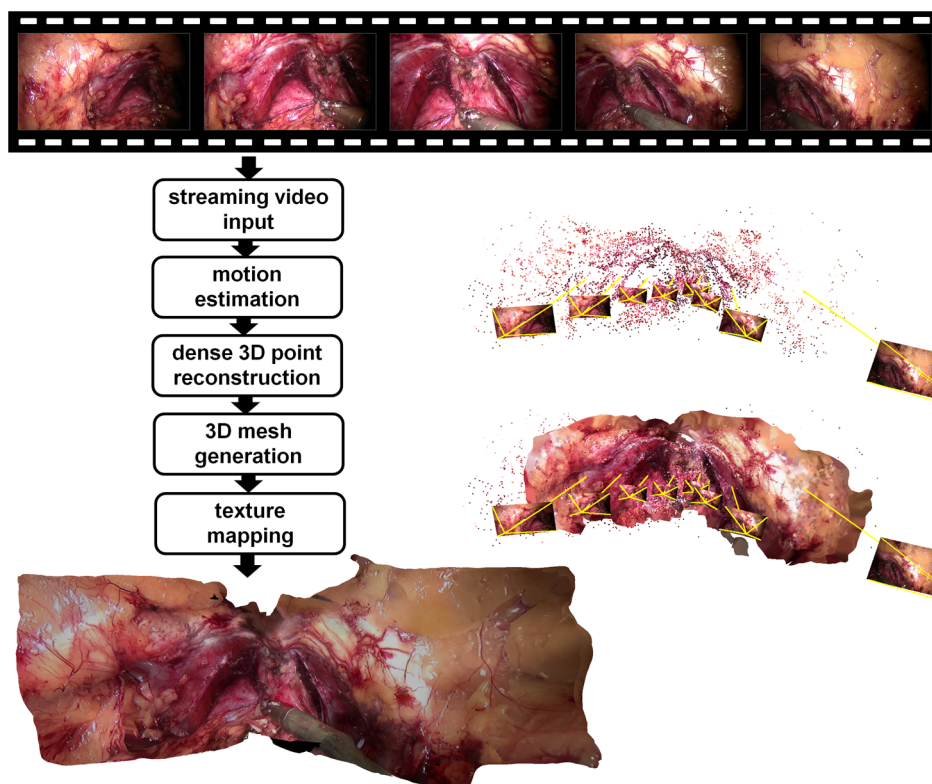 streaming video
input
motion
estimation
dense 3D point
reconstruction
3D mesh
generation
texture
mapping